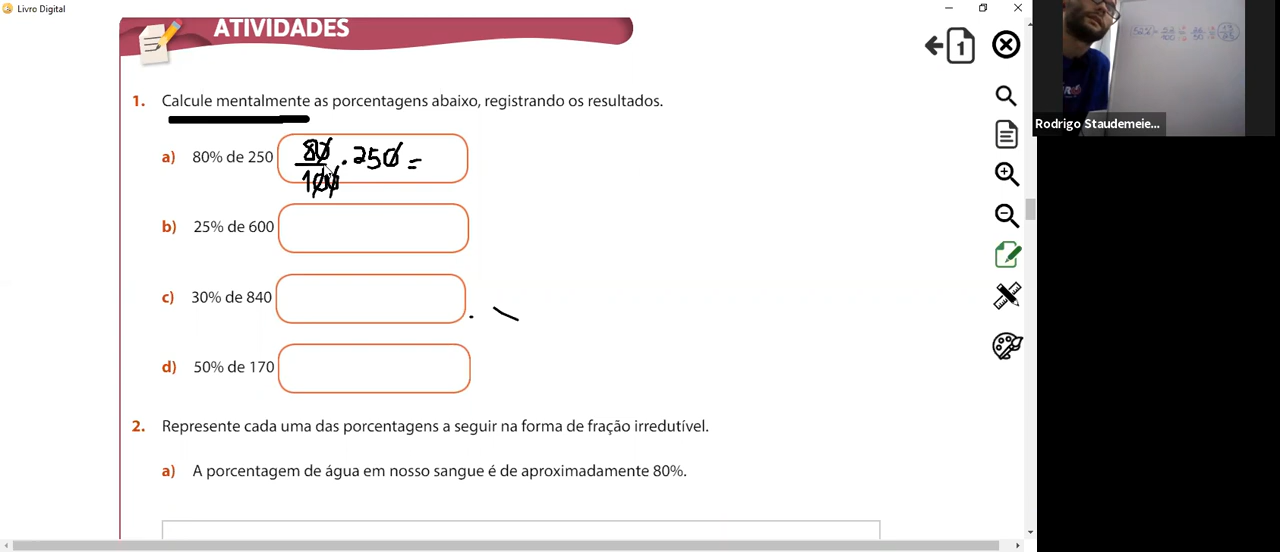 Livro Digital
ATIVIDADES
1
1. Calcule mentalmente as porcentagens abaixo, registrando os resultados.
a) 80% de 250 80/100 . 250 =
b) 25% de 600
c) 30% de 840
d) 50% de 170
2. Represente cada uma das porcentagens a seguir na forma de fração irredutível.
a) A porcentagem de água em nosso sangue é de aproximadamente 80%.
Rodrigo Staudemeie...